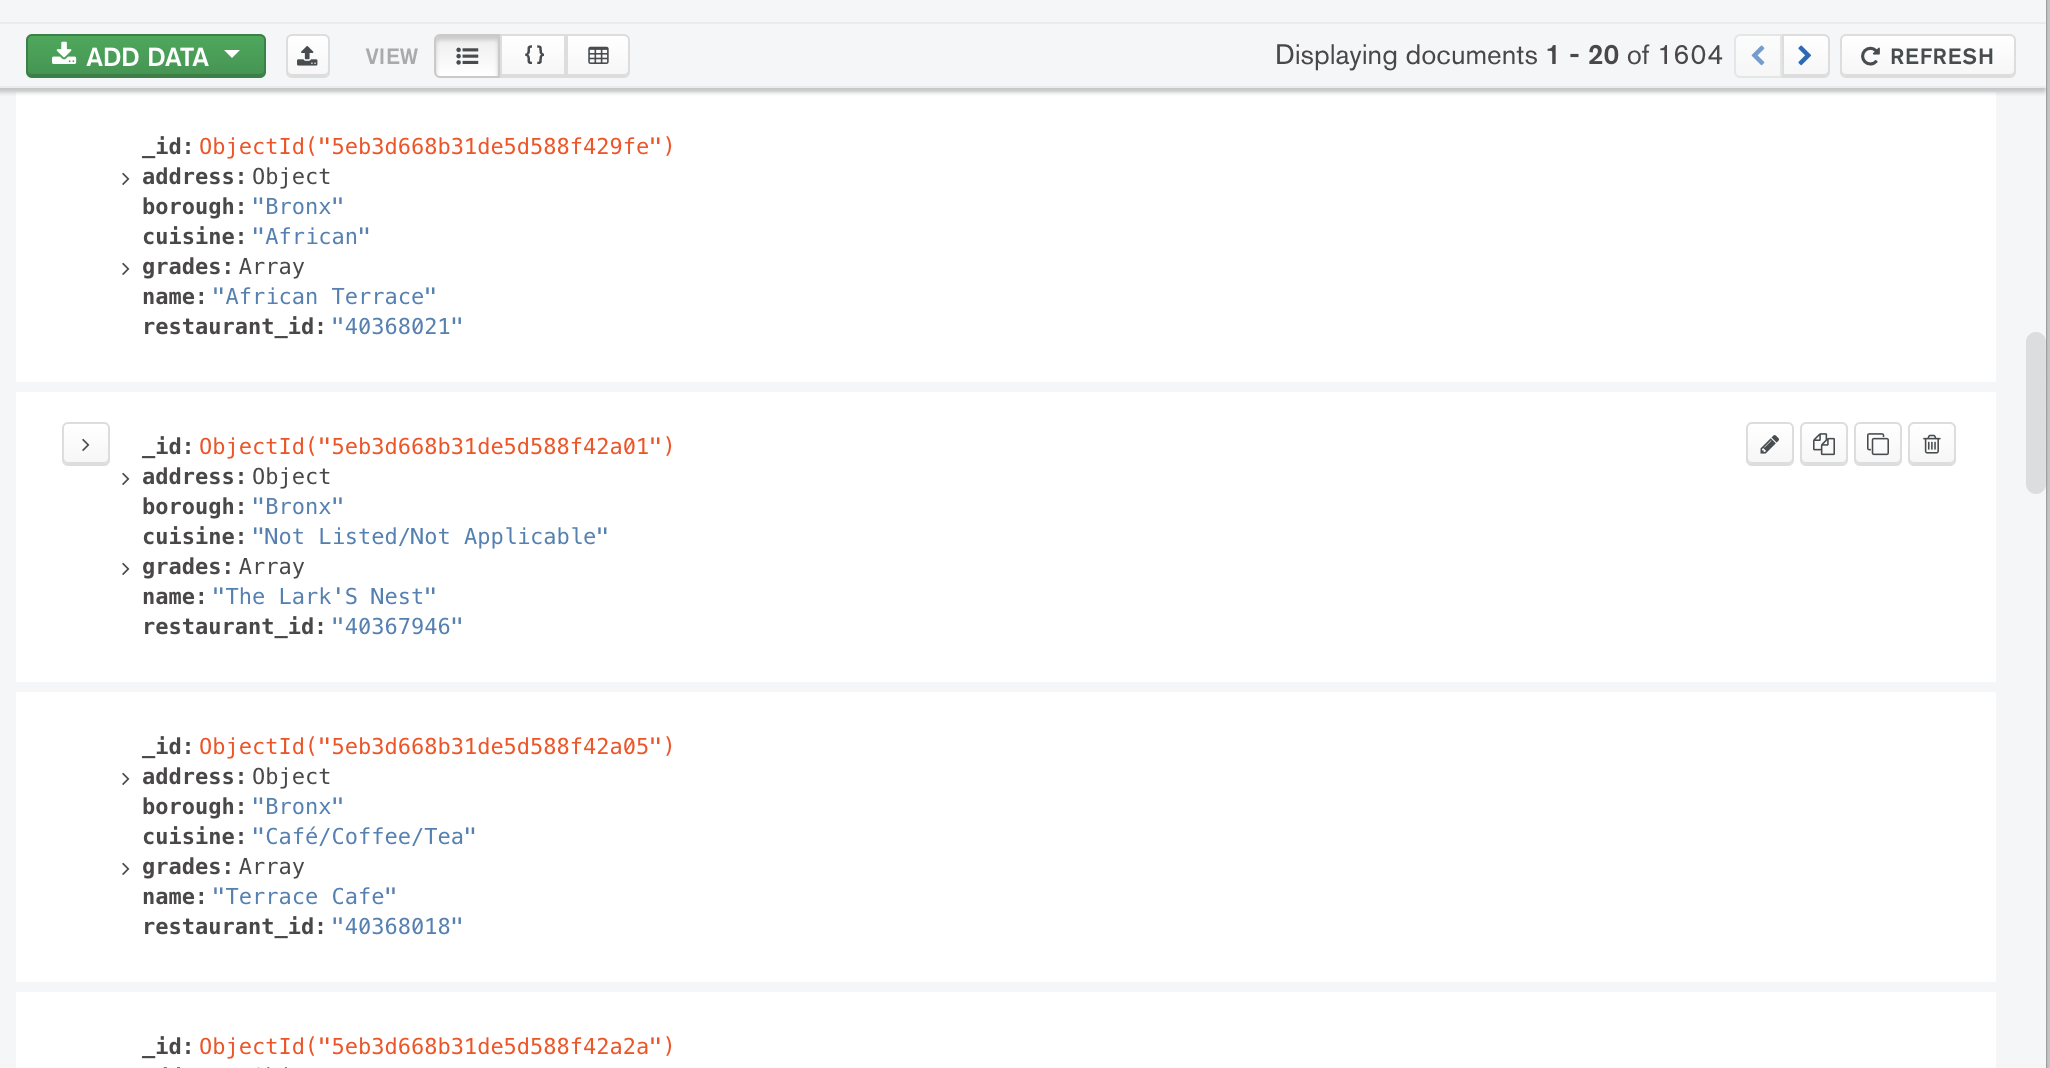 ADD DATA VIEW {} Displaying documents 1 - 20 of 1604 REFRESH
_id: ObjectId("5eb3d668b31de5d588f429fe")
address: Object
borough: "Bronx"
cuisine: "African"
grades: Array
name: "African Terrace"
restaurant_id: "40368021"
_id: ObjectId("5eb3d668b31de5d588f42a01")
address: Object
borough: "Bronx"
cuisine: "Not Listed/Not Applicable"
grades: Array
name: "The Lark'S Nest"
restaurant_id: "40367946"
_id: ObjectId("5eb3d668b31de5d588f42a05")
address: Object
borough: "Bronx"
cuisine: "Café/Coffee/Tea"
grades: Array
name: "Terrace Cafe"
restaurant_id: "40368018"
_id: ObjectId("5eb3d668b31de5d588f42a2a")